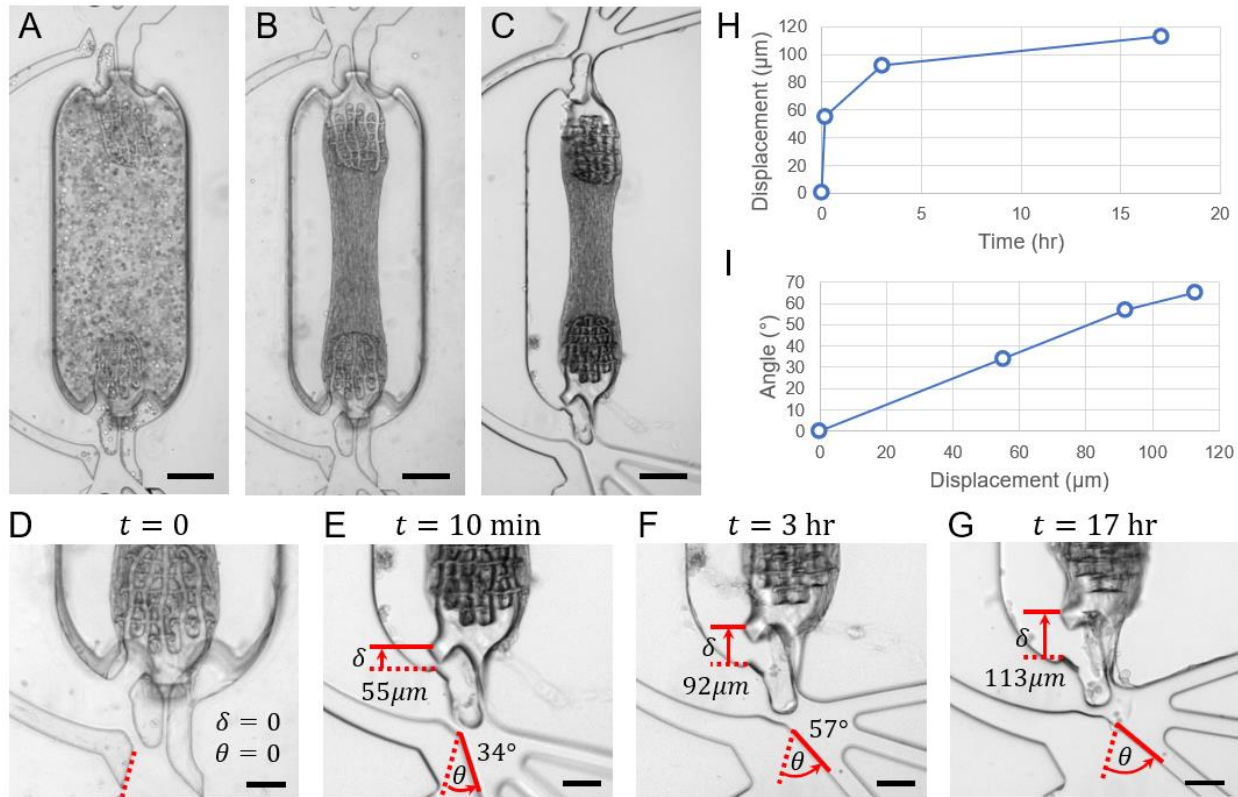 A
B
C
H
120
100
80
60
40
20
0
Displacement (µm)
0
5
10
15
20
Time (hr)
I
70
60
50
40
30
20
10
0
Angle (°)
0
20
40
60
80
100
120
Displacement (µm)
D
t = 0
E
t = 10 min
F
t = 3 hr
G
t = 17 hr
δ = 0
θ = 0
δ
55µm
34°
θ
δ
92µm
57°
θ
δ
113µm
θ